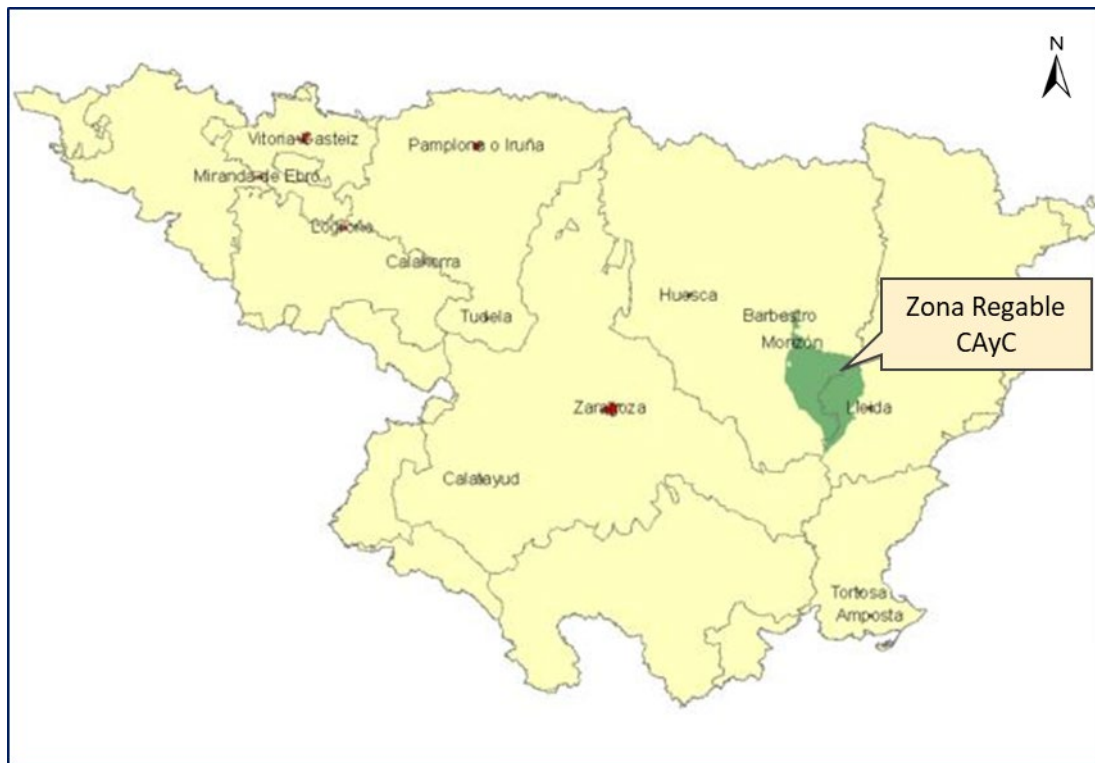 N
Vitoria-Gasteiz
Pamplona o Iruña
Miranda de Ebro
Logroño
Calahorra
Tudela
Huesca
Barbestro
Monzón
Zona Regable
CAyC
Zaragoza
Lleida
Calatayud
Tortosa
Amposta